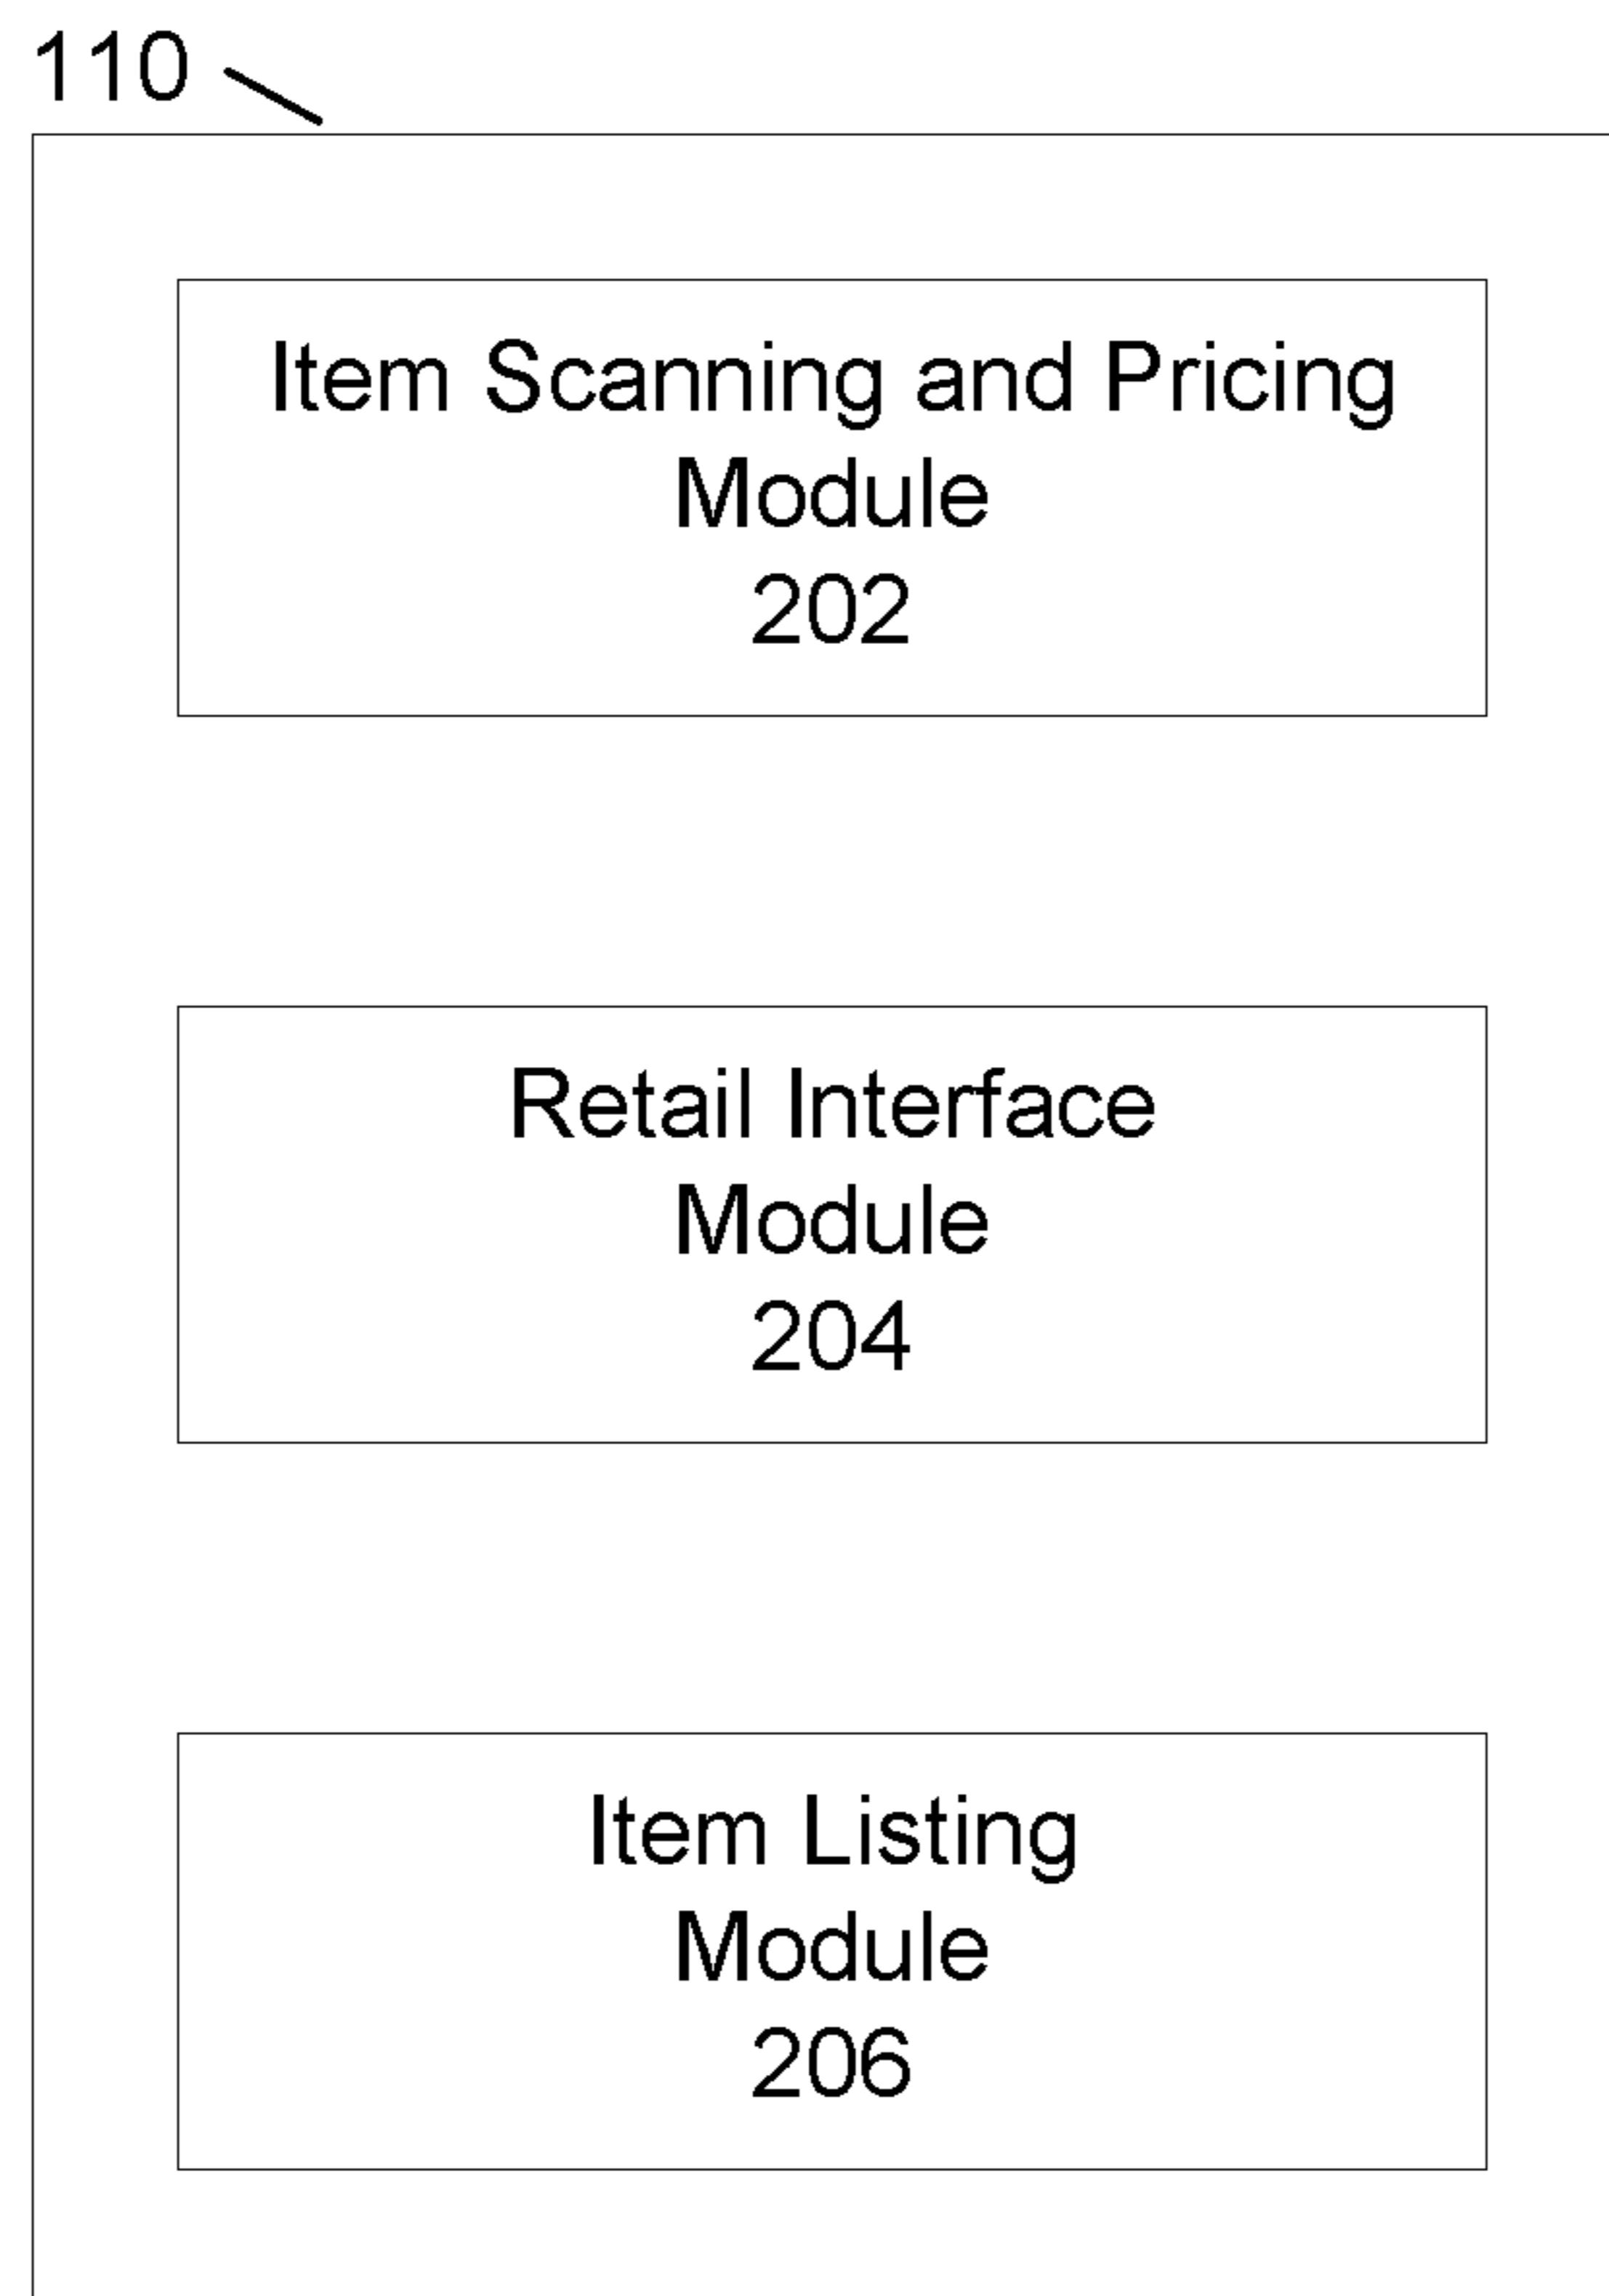 110
Item Scanning and Pricing
Module
202
Retail Interface
Module
204
Item Listing
Module
206